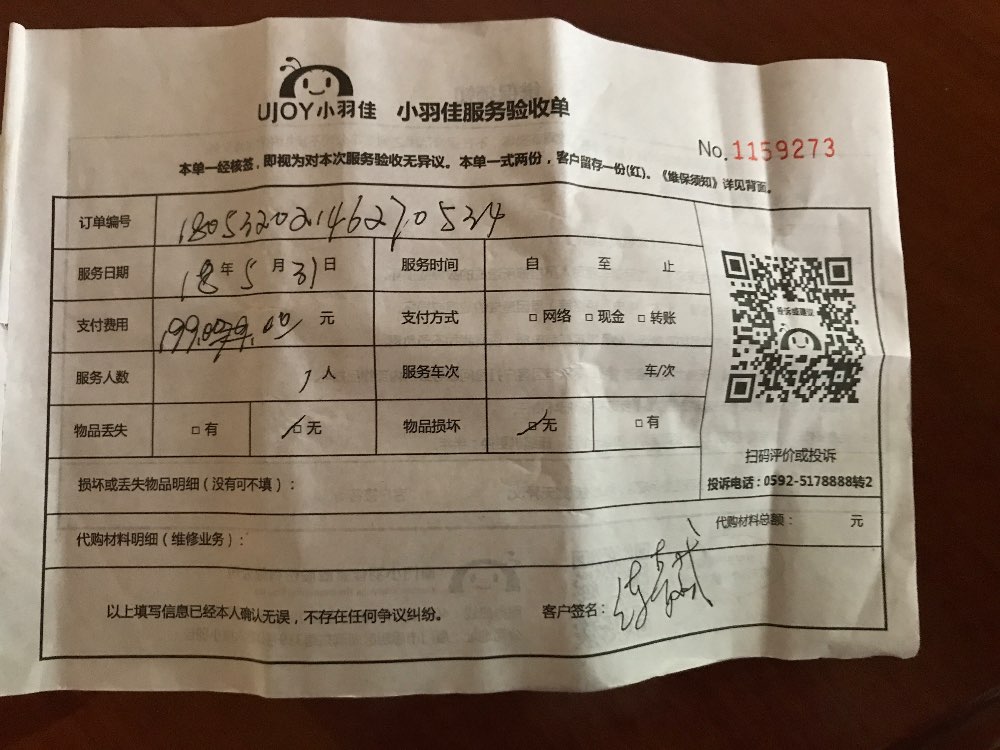 UJOY小羽佳 小羽佳服务验收单
No.1159273
本单一经核签，即视为对本次服务验收无异议。本单一式两份，客户留存一份(红)。《维保须知》详见背面。
订单编号 18053202146270534
服务日期 18年5月31日 服务时间 自 至 止
支付费用 199.00 元 支付方式 □网络 □现金 □转账
服务人数 1人 服务车次 车/次
物品丢失 □有 □无 物品损坏 □无 □有
投诉或建议
扫码评价或投诉
投诉电话：0592-5178888转2
损坏或丢失物品明细（没有可不填）：
代购材料明细（维修业务）：
代购材料总额： 元
以上填写信息已经本人确认无误，不存在任何争议纠纷。 客户签名：